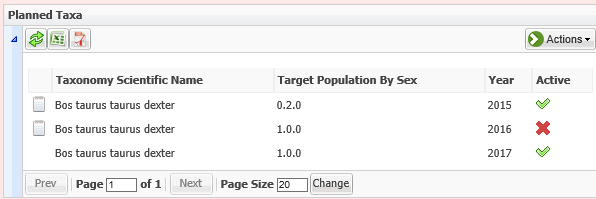 Planned Taxa
Actions
Taxonomy Scientific Name Target Population By Sex Year Active
Bos taurus taurus dexter 0.2.0 2015
Bos taurus taurus dexter 1.0.0 2016
Bos taurus taurus dexter 1.0.0 2017
Prev Page 1 of 1 Next Page Size 20 Change